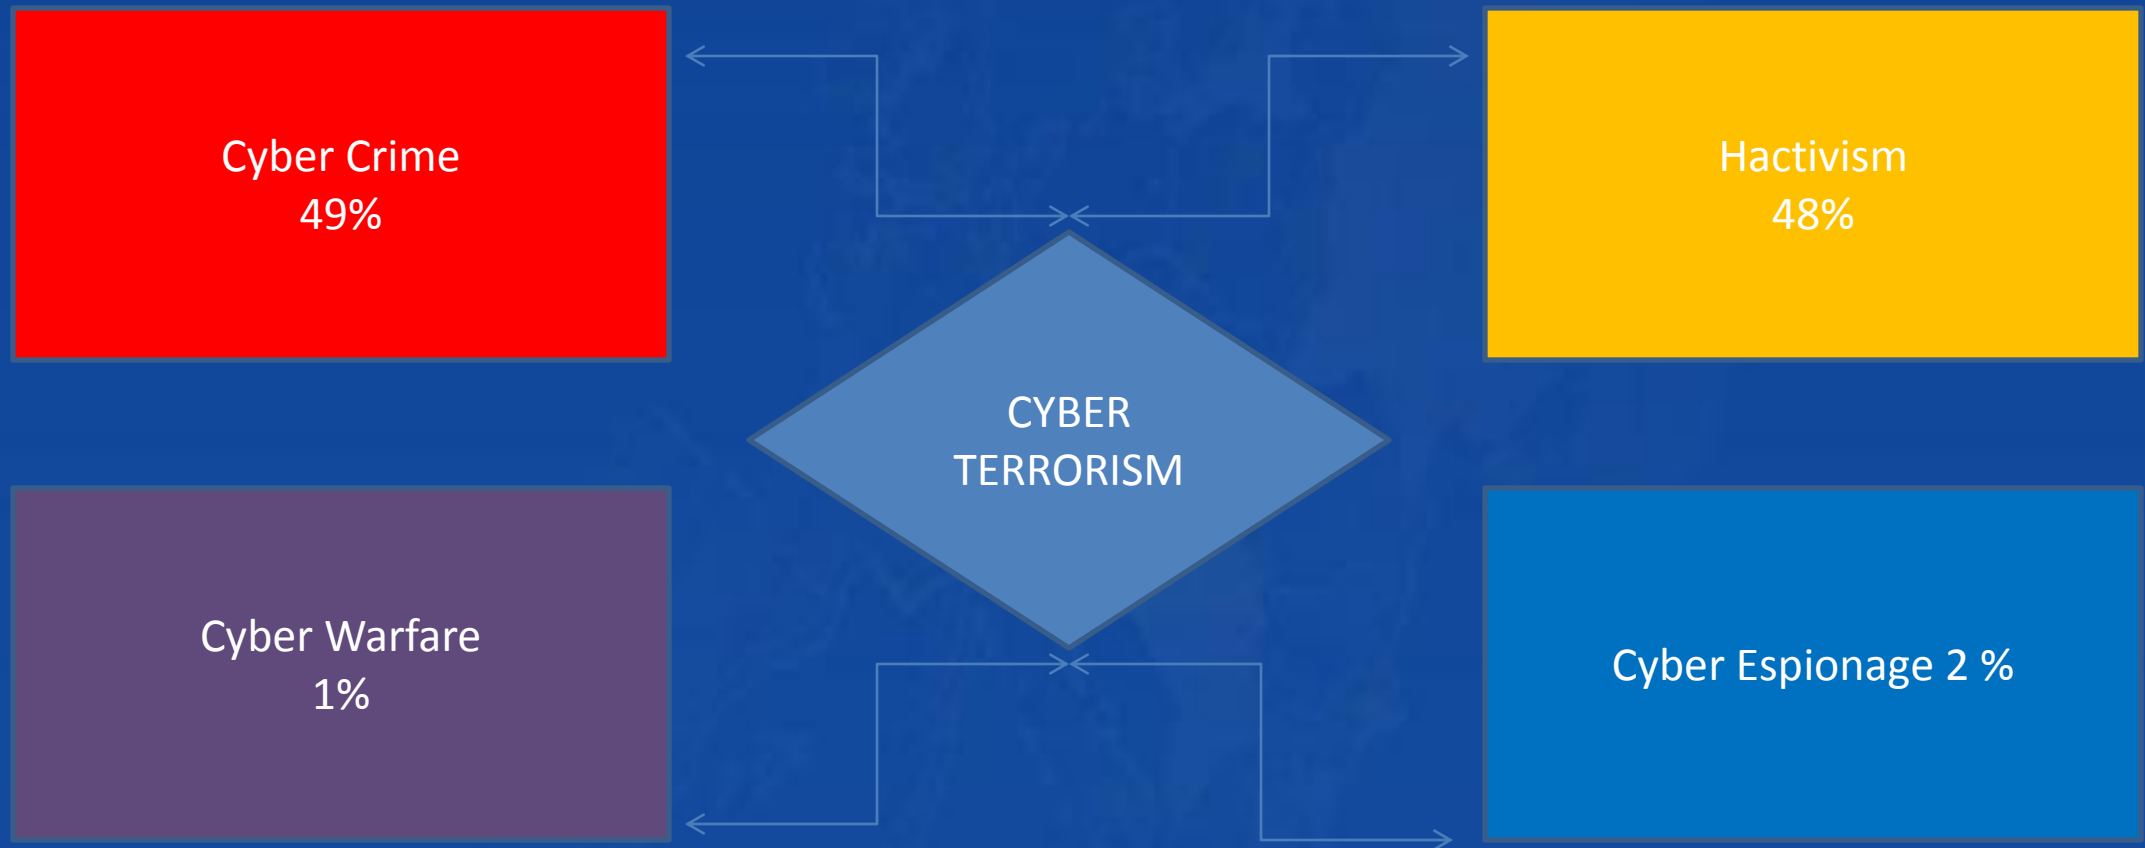 Cyber Crime
49%
Hactivism
48%
CYBER
TERRORISM
Cyber Warfare
1%
Cyber Espionage 2 %